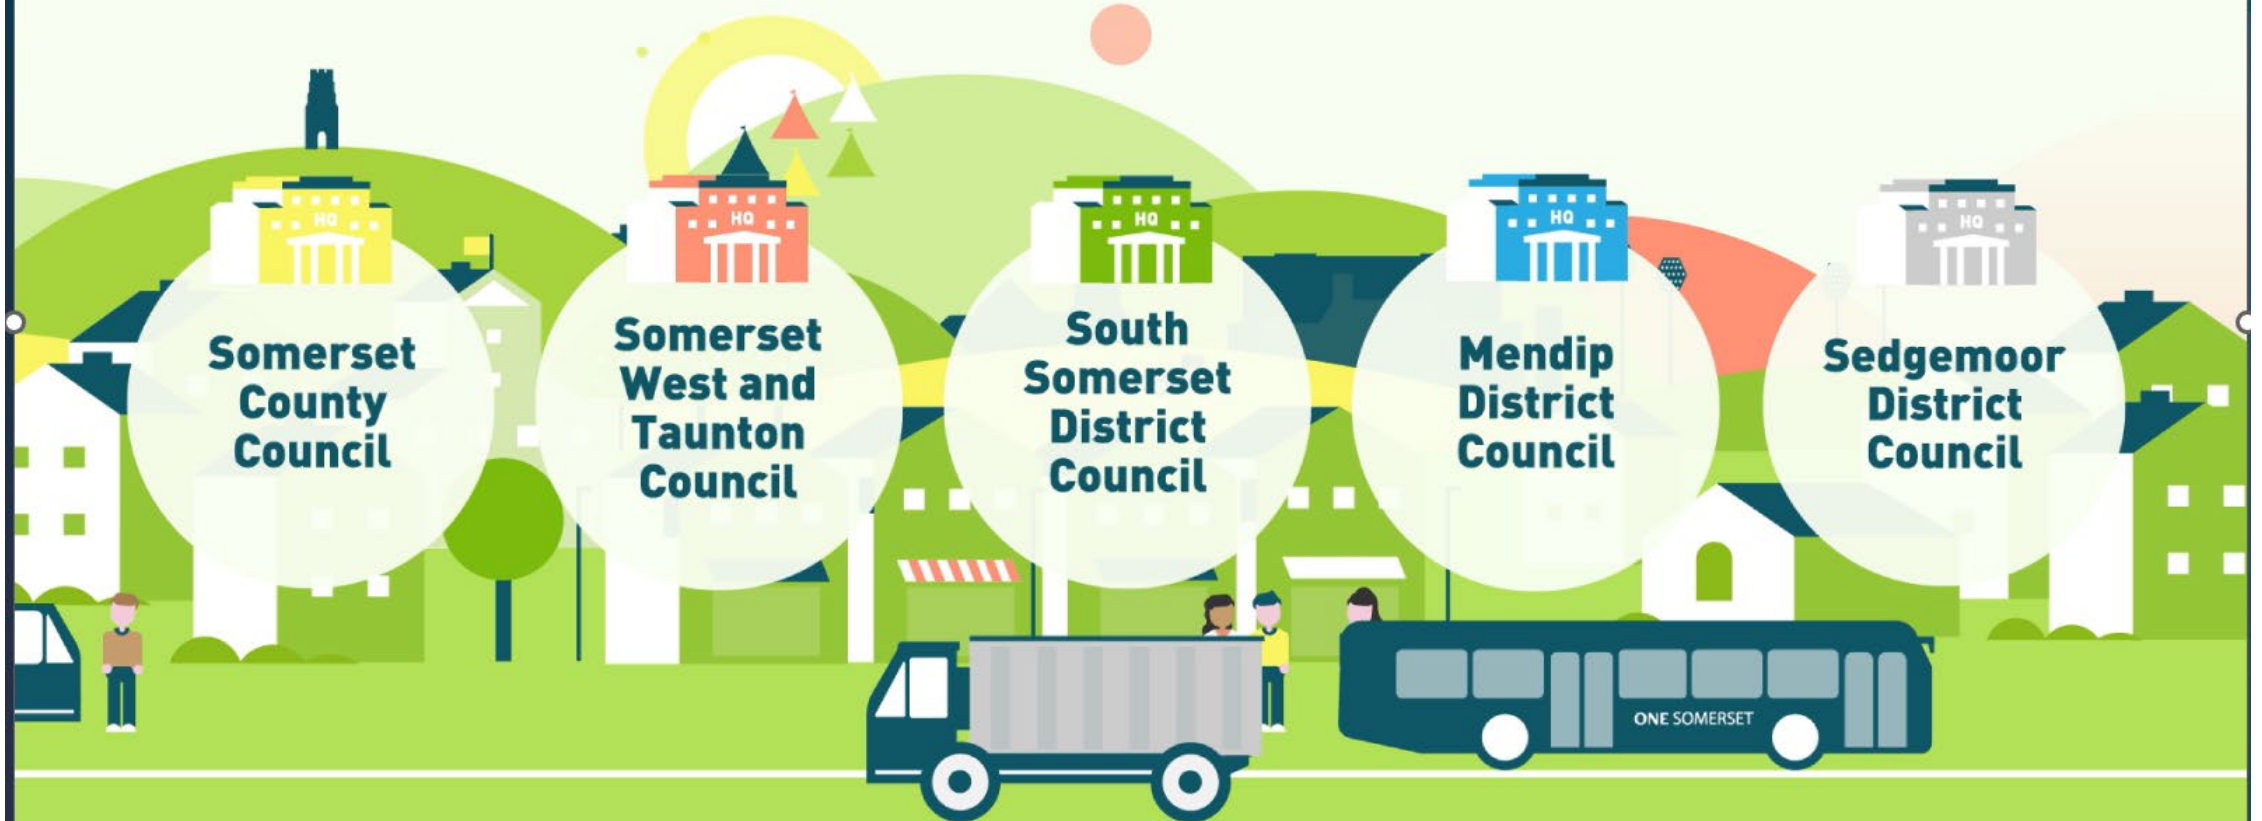 HQ
HQ
HQ
HQ
HQ
Somerset
County
Council
Somerset
West and
Taunton
Council
South
Somerset
District
Council
Mendip
District
Council
Sedgemoor
District
Council
ONE SOMERSET